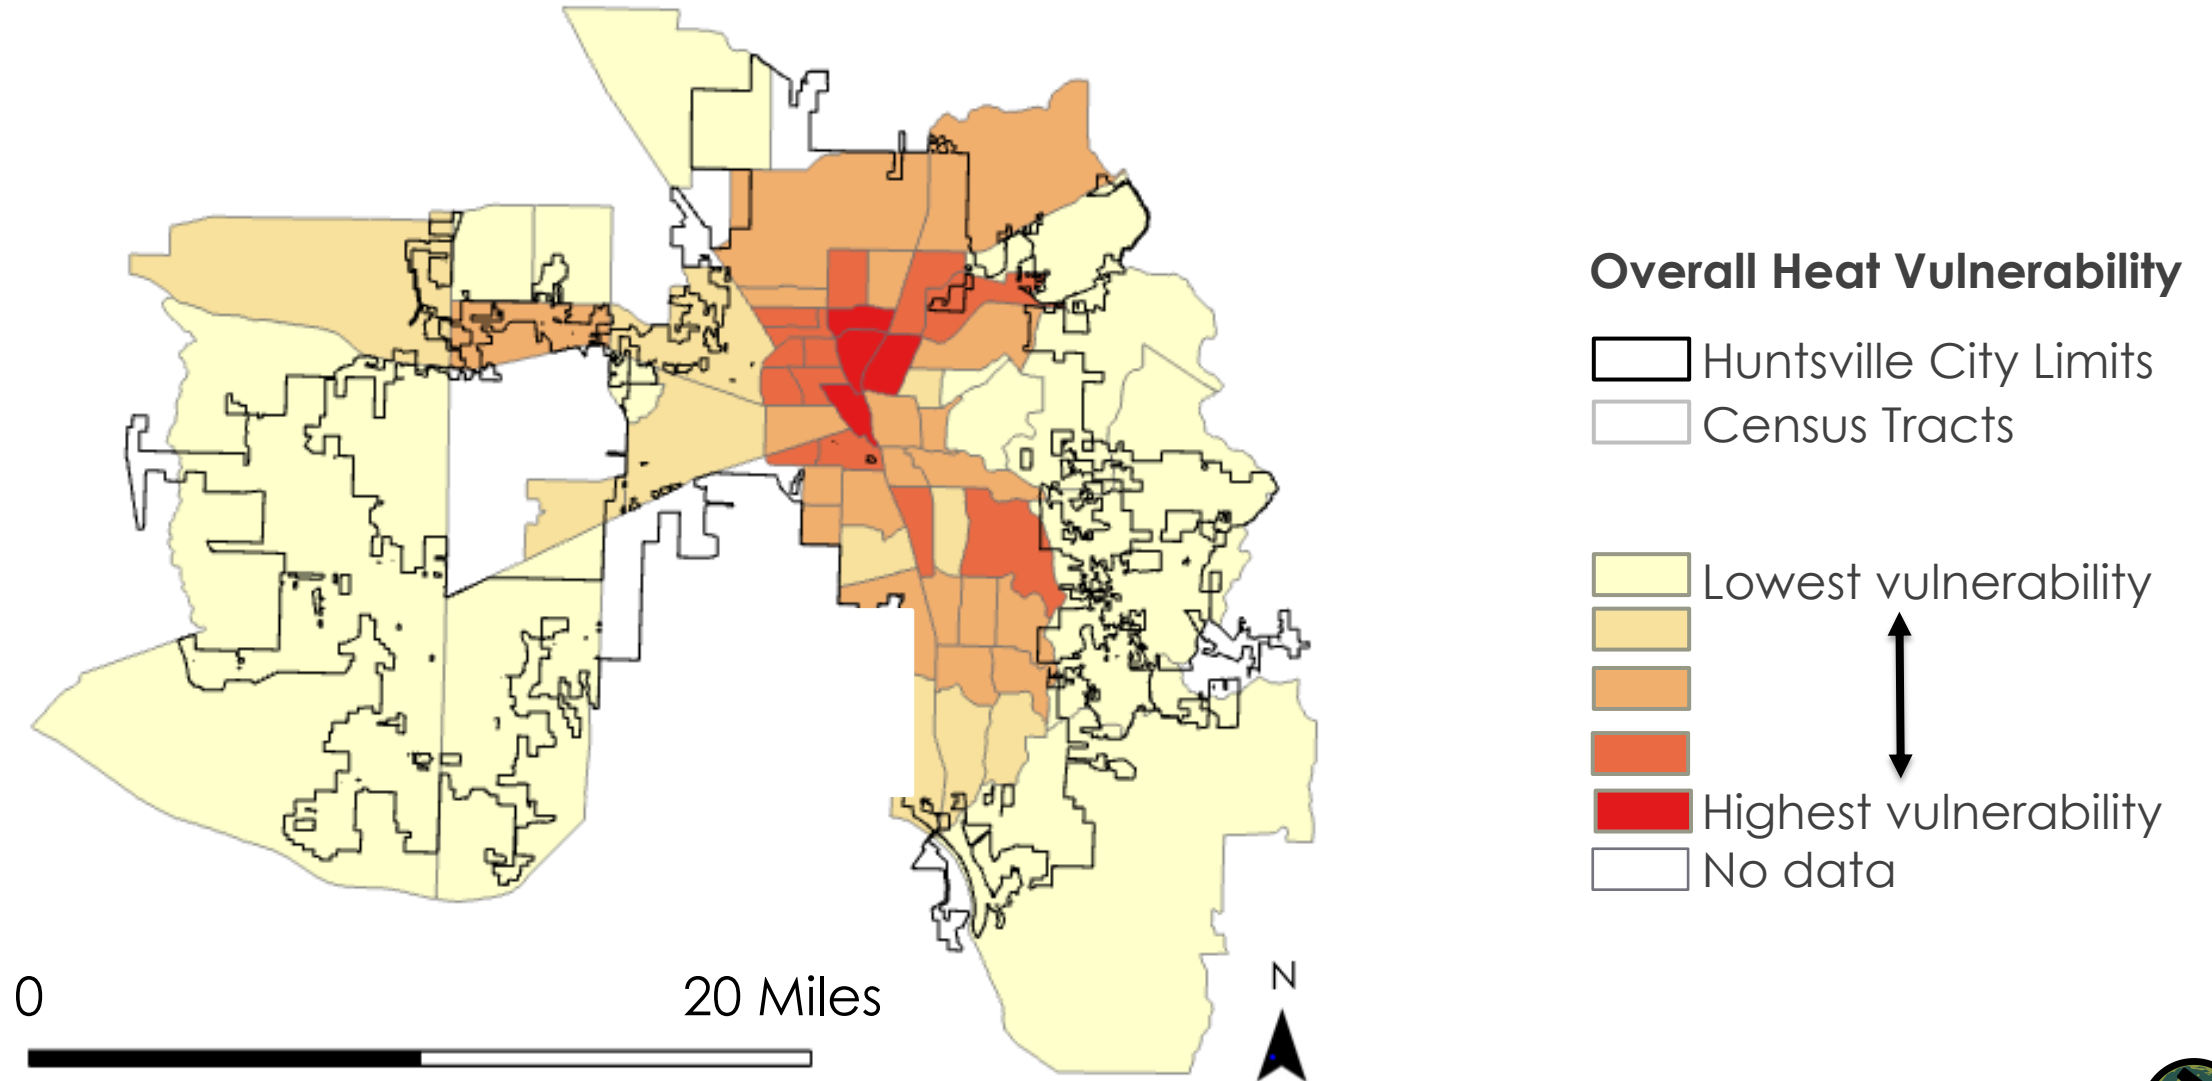 Overall Heat Vulnerability
Huntsville City Limits
Census Tracts
Lowest vulnerability
Highest vulnerability
No data
0
20 Miles
N